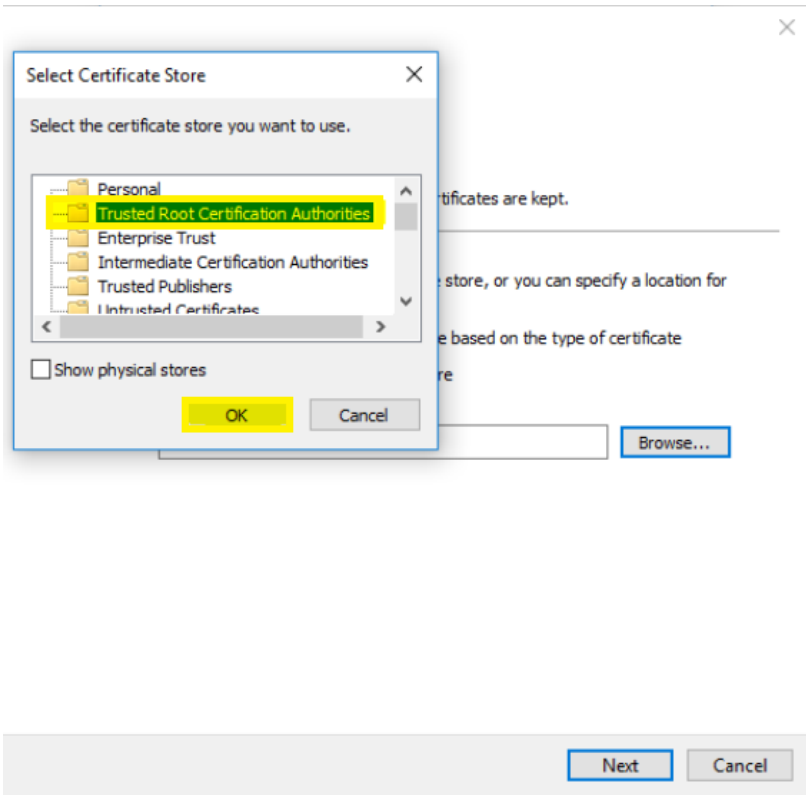 Select Certificate Store
Select the certificate store you want to use.
Personal
Trusted Root Certification Authorities
Enterprise Trust
Intermediate Certification Authorities
Trusted Publishers
Untrusted Certificates
Show physical stores
OK
Cancel
tificates are kept.
store, or you can specify a location for
e based on the type of certificate
re
Browse...
Next
Cancel